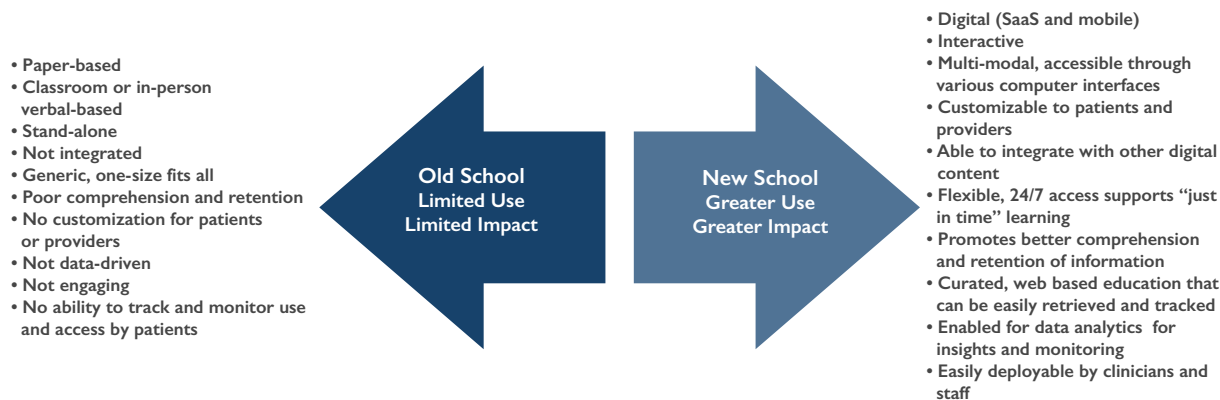 • Paper-based
• Classroom or in-person
verbal-based
• Stand-alone
• Not integrated
• Generic, one-size fits all
• Poor comprehension and retention
• No customization for patients
or providers
• Not data-driven
• Not engaging
• No ability to track and monitor use
and access by patients
Old School
Limited Use
Limited Impact
New School
Greater Use
Greater Impact
• Digital (SaaS and mobile)
• Interactive
• Multi-modal, accessible through
various computer interfaces
• Customizable to patients and
providers
• Able to integrate with other digital
content
• Flexible, 24/7 access supports “just
in time” learning
• Promotes better comprehension
and retention of information
• Curated, web based education that
can be easily retrieved and tracked
• Enabled for data analytics for
insights and monitoring
• Easily deployable by clinicians and
staff